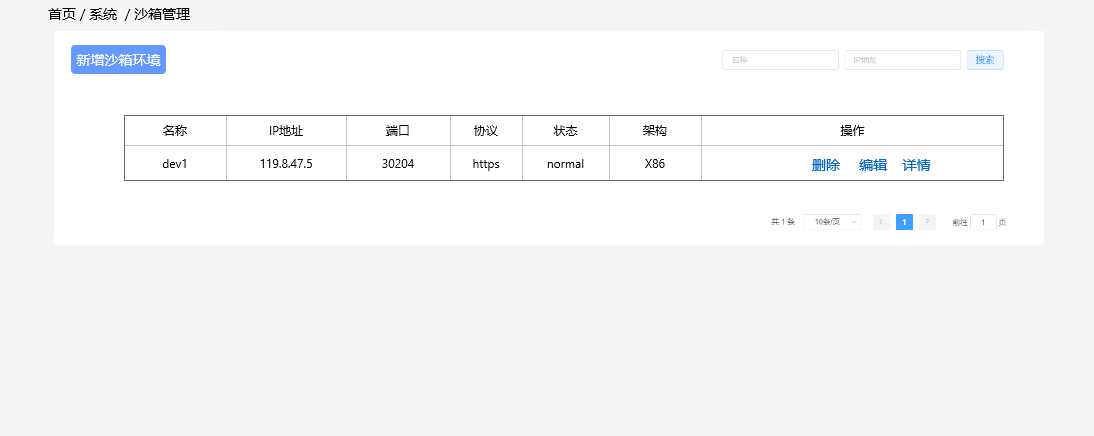 首页 / 系统 / 沙箱管理
新增沙箱环境 名称 IP地址 搜索
名称 IP地址 端口 协议 状态 架构 操作
dev1 119.8.47.5 30204 https normal X86 删除 编辑 详情
共 1 条 10条/页 1 前往 1 页